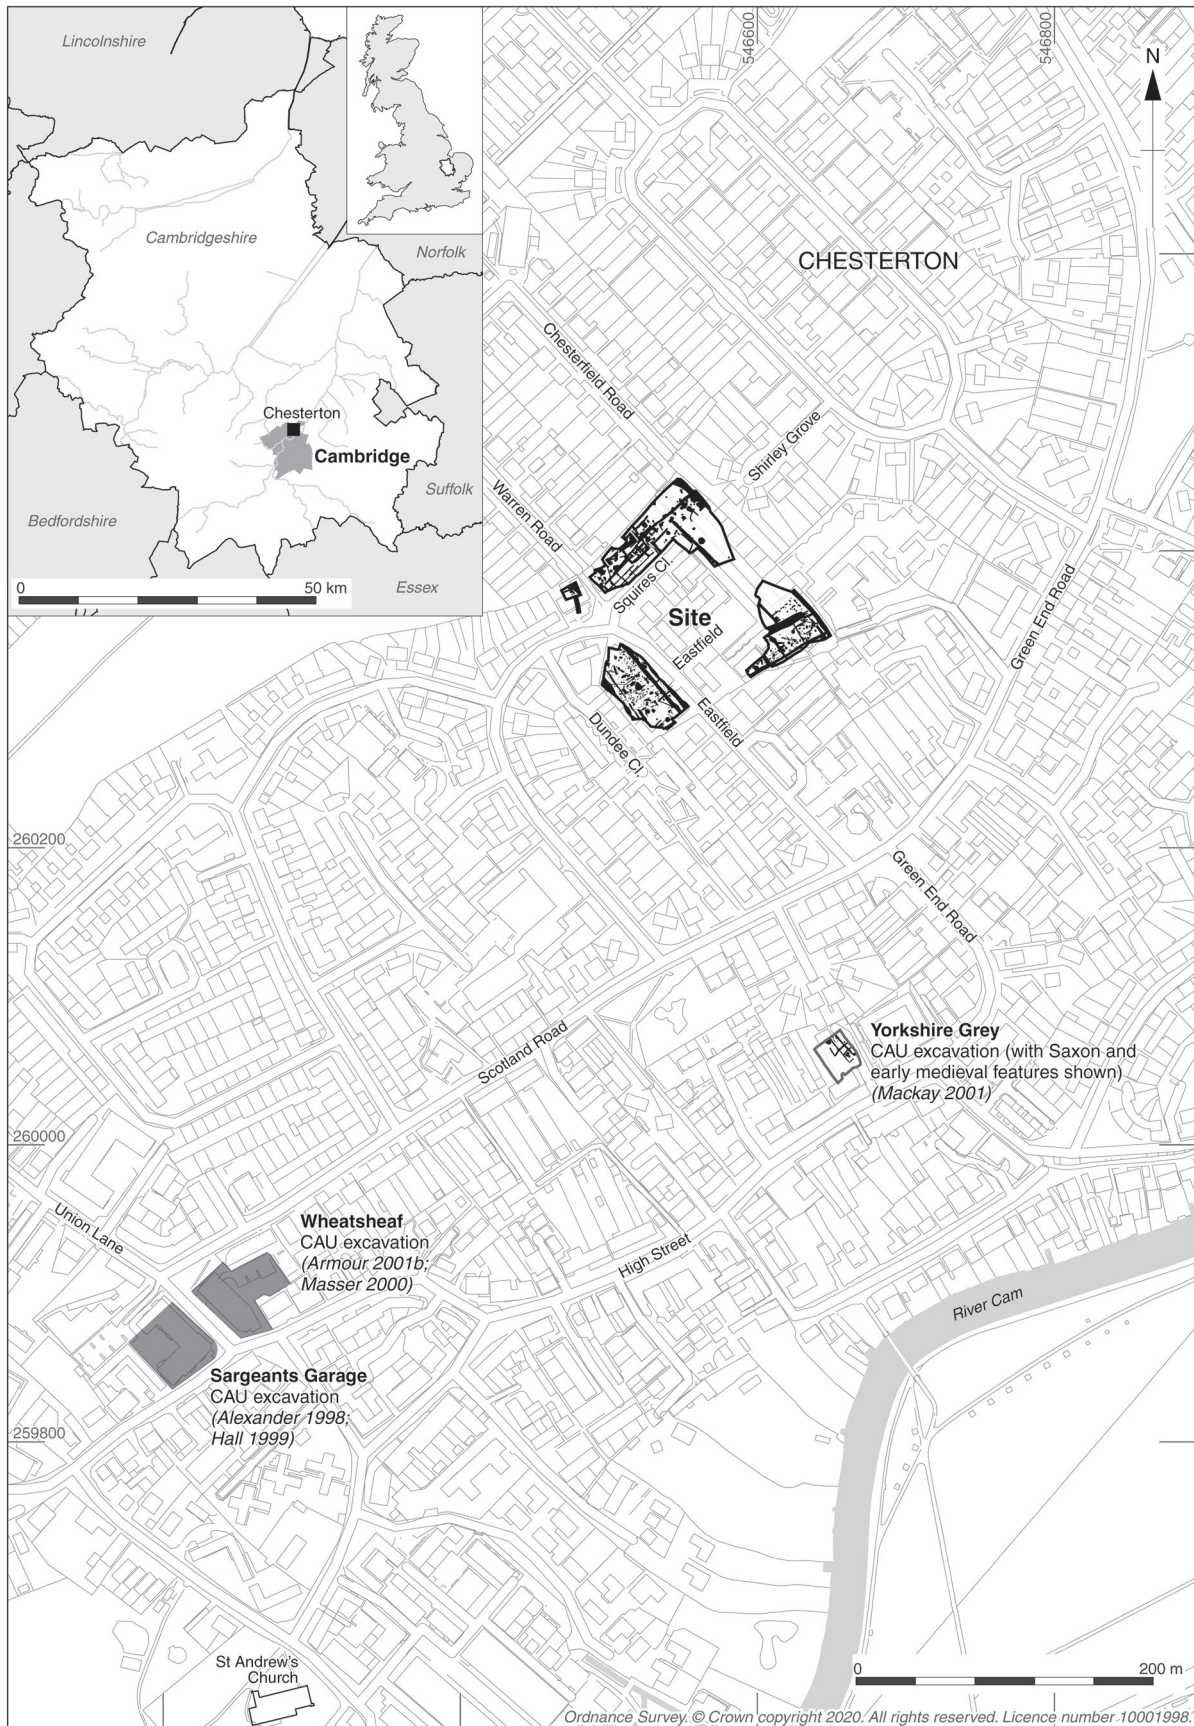 Lincolnshire
Cambridgeshire
Norfolk
Chesterton
Cambridge
Suffolk
Bedfordshire
Essex
0
50 km
546600
546800
N
CHESTERTON
Chesterfield Road
Shirley Grove
Warren Road
Squires Cl.
Site
Eastfield
Eastfield
Dundee Cl.
Green End Road
260200
Green End Road
Scotland Road
Yorkshire Grey
CAU excavation (with Saxon and
early medieval features shown)
(Mackay 2001)
260000
Union Lane
Wheatsheaf
CAU excavation
(Armour 2001b;
Masser 2000)
High Street
River Cam
Sargeants Garage
CAU excavation
(Alexander 1998;
Hall 1999)
259800
St Andrew's
Church
0
200 m
Ordnance Survey. © Crown copyright 2020. All rights reserved. Licence number 10001998.